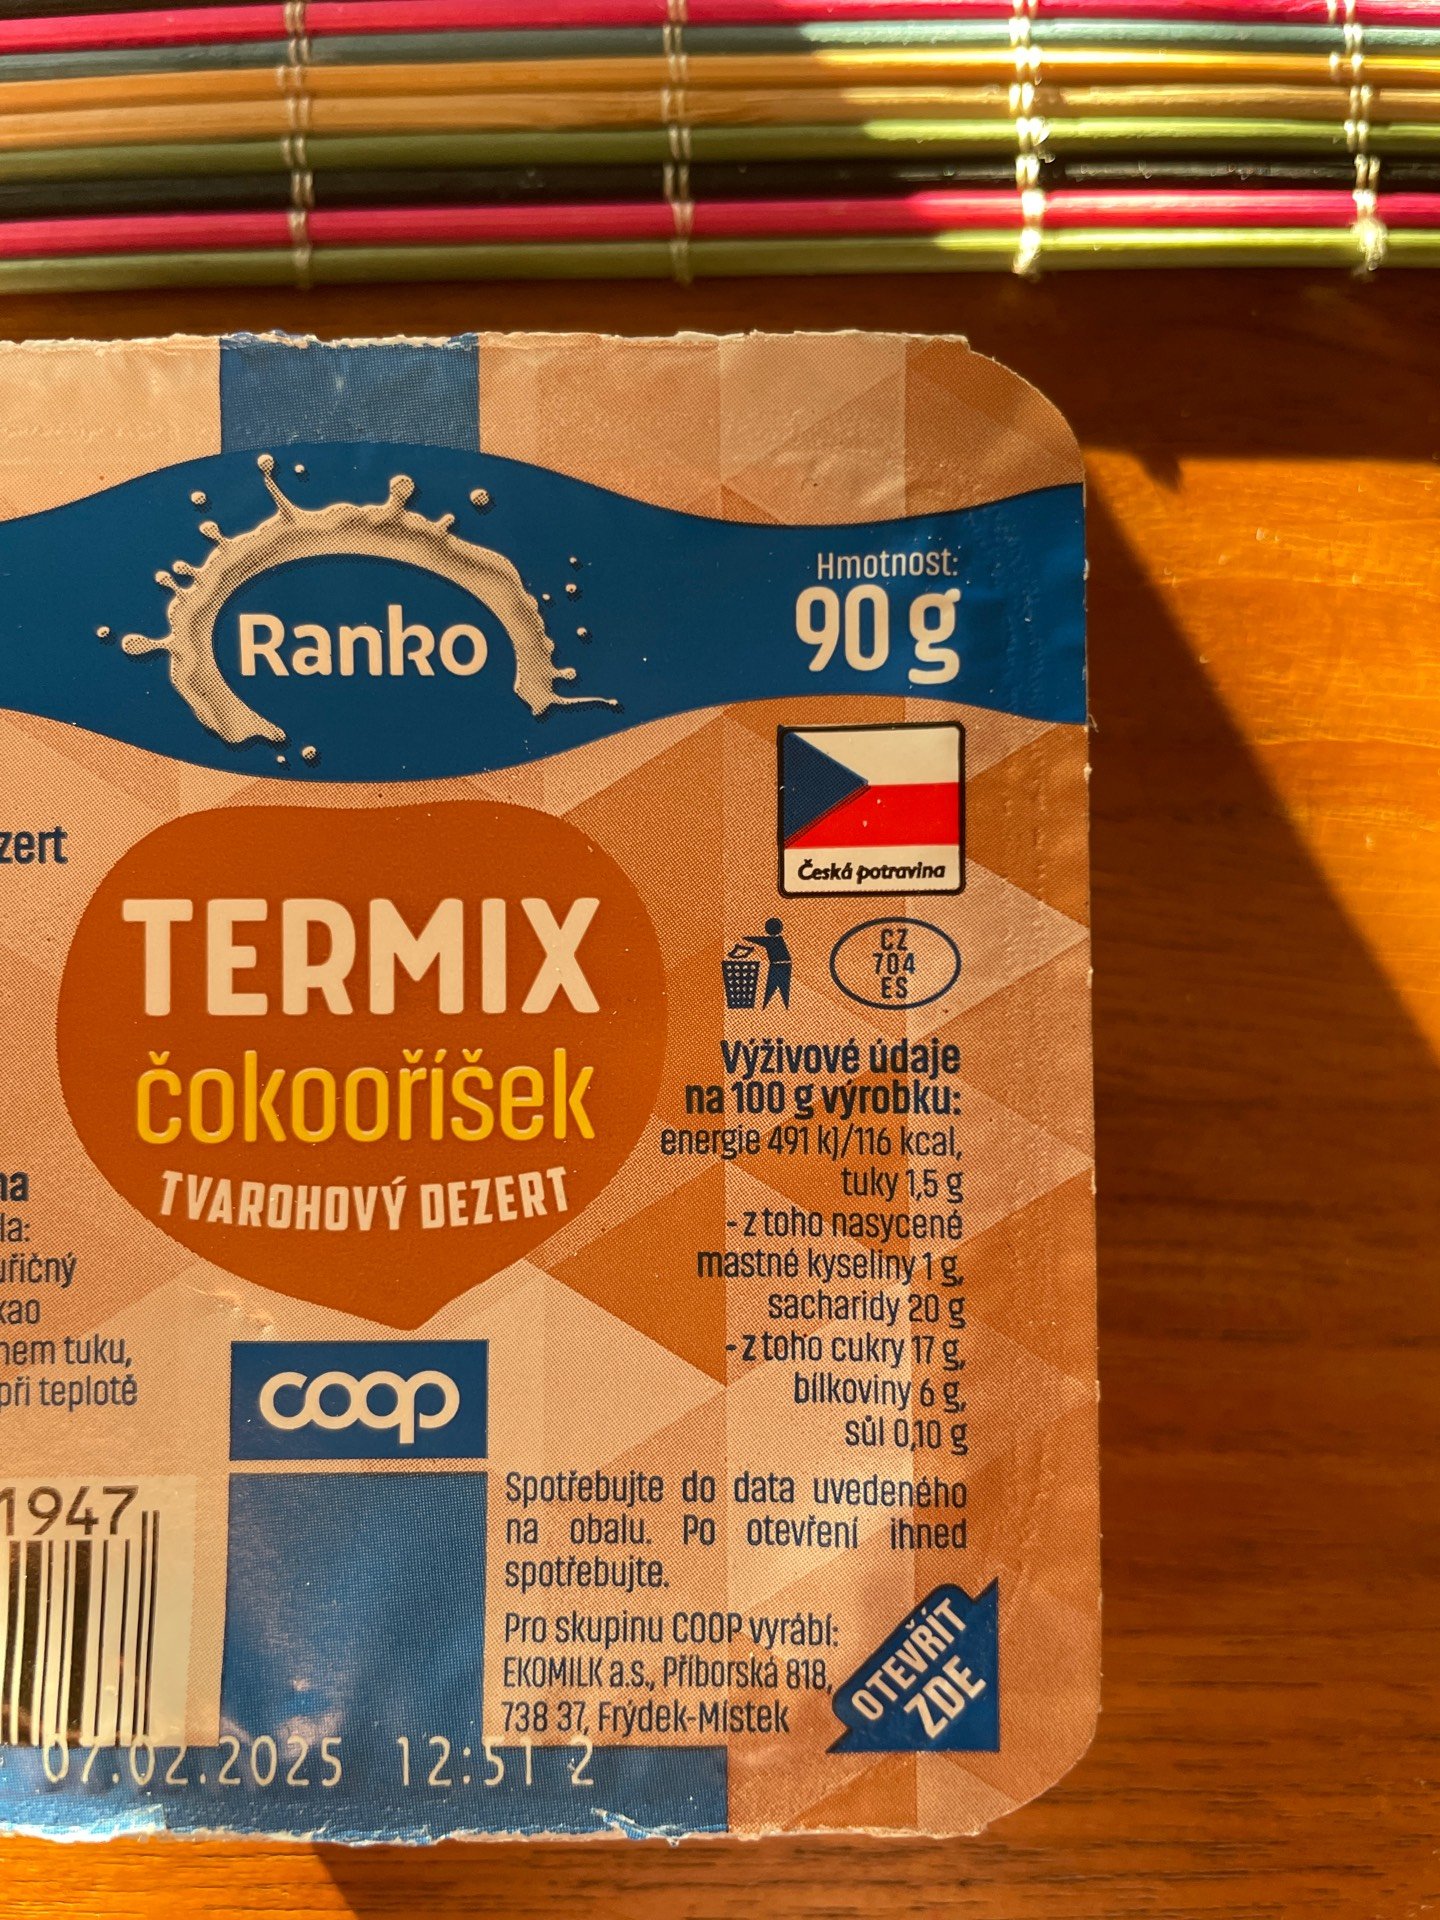 Ranko
Hmotnost:
90 g
Česká potravina
CZ
704
ES
TERMIX
čokooříšek
TVAROHOVÝ DEZERT
Výživové údaje
na 100 g výrobku:
energie 491 kJ/116 kcal,
tuky 1,5 g
- z toho nasycené
mastné kyseliny 1 g,
sacharidy 20 g
- z toho cukry 17 g,
bílkoviny 6 g,
sůl 0,10 g
zert
na
la:
uřičný
kao
nem tuku,
při teplotě
coop
1947
Spotřebujte do data uvedeného
na obalu. Po otevření ihned
spotřebujte.
Pro skupinu COOP vyrábí:
EKOMILK a.s., Příborská 818,
738 37, Frýdek-Místek
OTEVŘÍT
ZDE
07.02.2025 12:51 2